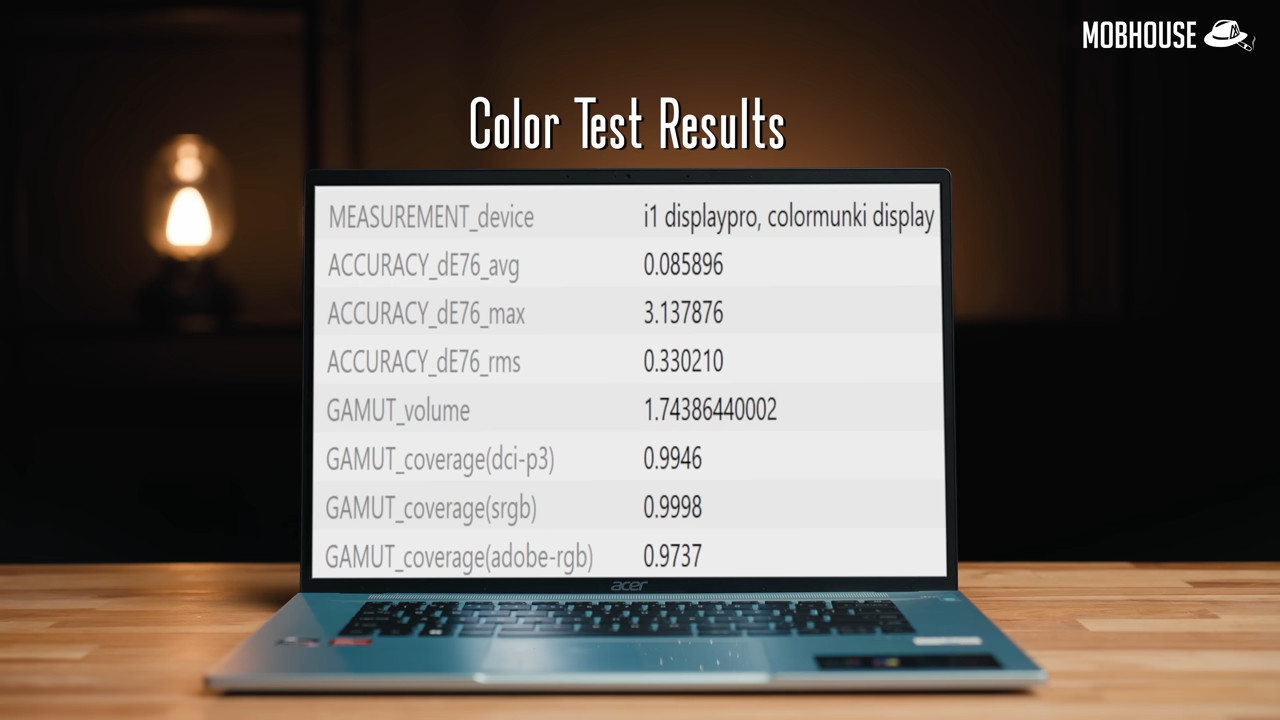 MOBHOUSE
Color Test Results
MEASUREMENT_device i1 displaypro, colormunki display
ACCURACY_dE76_avg 0.085896
ACCURACY_dE76_max 3.137876
ACCURACY_dE76_rms 0.330210
GAMUT_volume 1.74386440002
GAMUT_coverage(dci-p3) 0.9946
GAMUT_coverage(srgb) 0.9998
GAMUT_coverage(adobe-rgb) 0.9737
acer